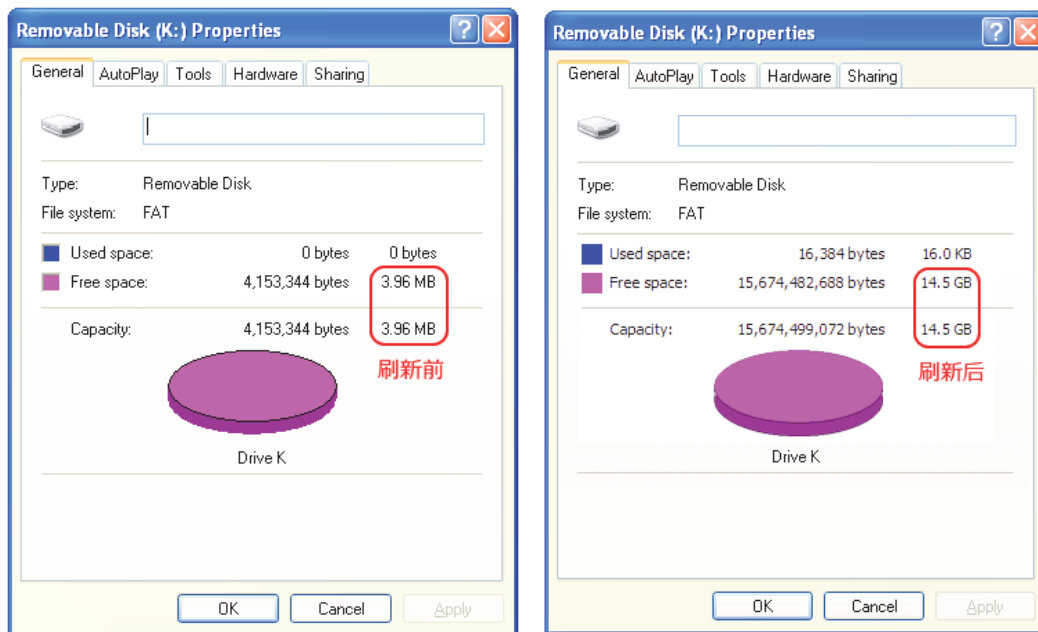 Removable Disk (K:) Properties
General AutoPlay Tools Hardware Sharing
Type: Removable Disk
File system: FAT
Used space: 0 bytes 0 bytes
Free space: 4,153,344 bytes 3.96 MB
Capacity: 4,153,344 bytes 3.96 MB
刷新前
Drive K
OK Cancel Apply
Removable Disk (K:) Properties
General AutoPlay Tools Hardware Sharing
Type: Removable Disk
File system: FAT
Used space: 16,384 bytes 16.0 KB
Free space: 15,674,482,688 bytes 14.5 GB
Capacity: 15,674,499,072 bytes 14.5 GB
刷新后
Drive K
OK Cancel Apply